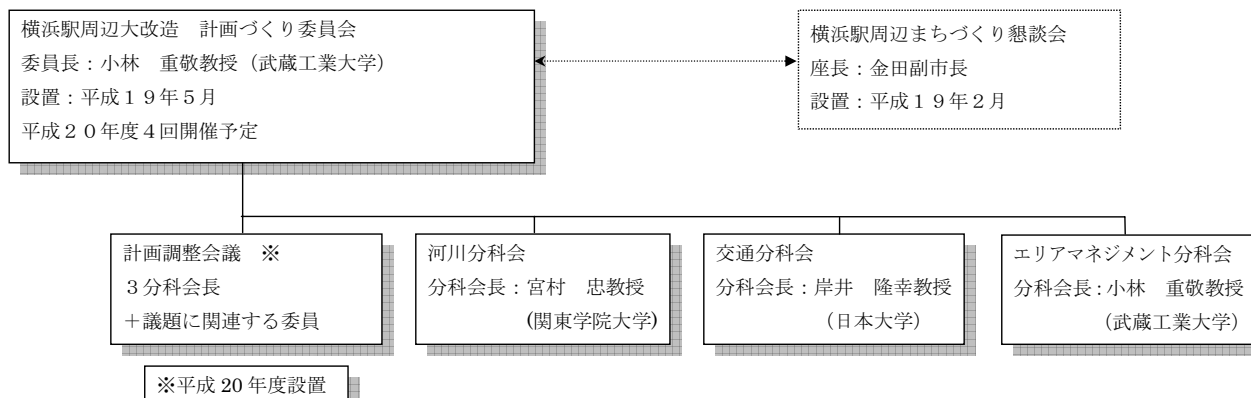 横浜駅周辺大改造　計画づくり委員会
委員長：小林　重敬教授（武蔵工業大学）
設置：平成１９年５月
平成２０年度４回開催予定
横浜駅周辺まちづくり懇談会
座長：金田副市長
設置：平成１９年２月
計画調整会議　※
３分科会長
＋議題に関連する委員
河川分科会
分科会長：宮村　忠教授
(関東学院大学)
交通分科会
分科会長：岸井　隆幸教授
（日本大学）
エリアマネジメント分科会
分科会長：小林　重敬教授
（武蔵工業大学）
※平成 20 年度設置